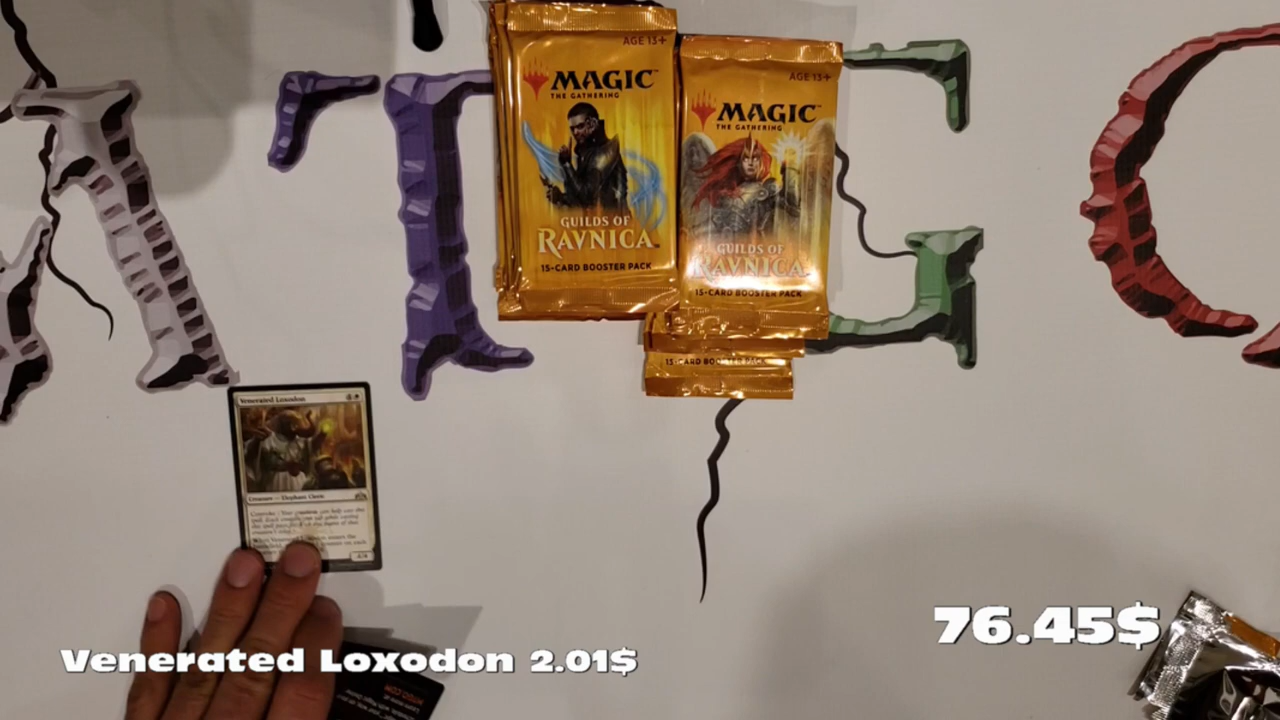 AGE 13+
MAGIC
THE GATHERING
GUILDS OF
RAVNICA
15-CARD BOOSTER PACK
AGE 13+
MAGIC
THE GATHERING
GUILDS OF
RAVNICA
15-CARD BOOSTER PACK
15-CARD BOOSTER PACK
Venerated Loxodon
Creature — Elephant Cleric
76.45$
Venerated Loxodon 2.01$